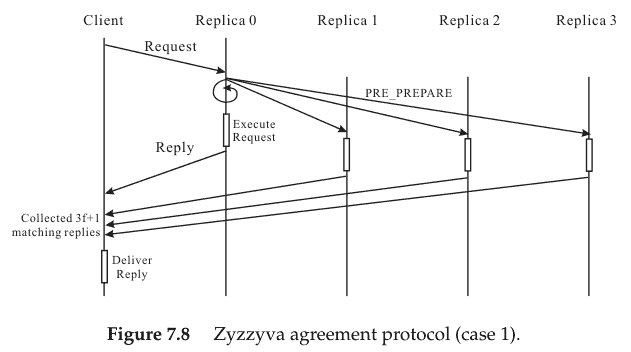 Client Replica 0 Replica 1 Replica 2 Replica 3
Request
PRE_PREPARE
Execute
Request
Reply
Collected 3f+1
matching replies
Deliver
Reply
Figure 7.8 Zyzzyva agreement protocol (case 1).